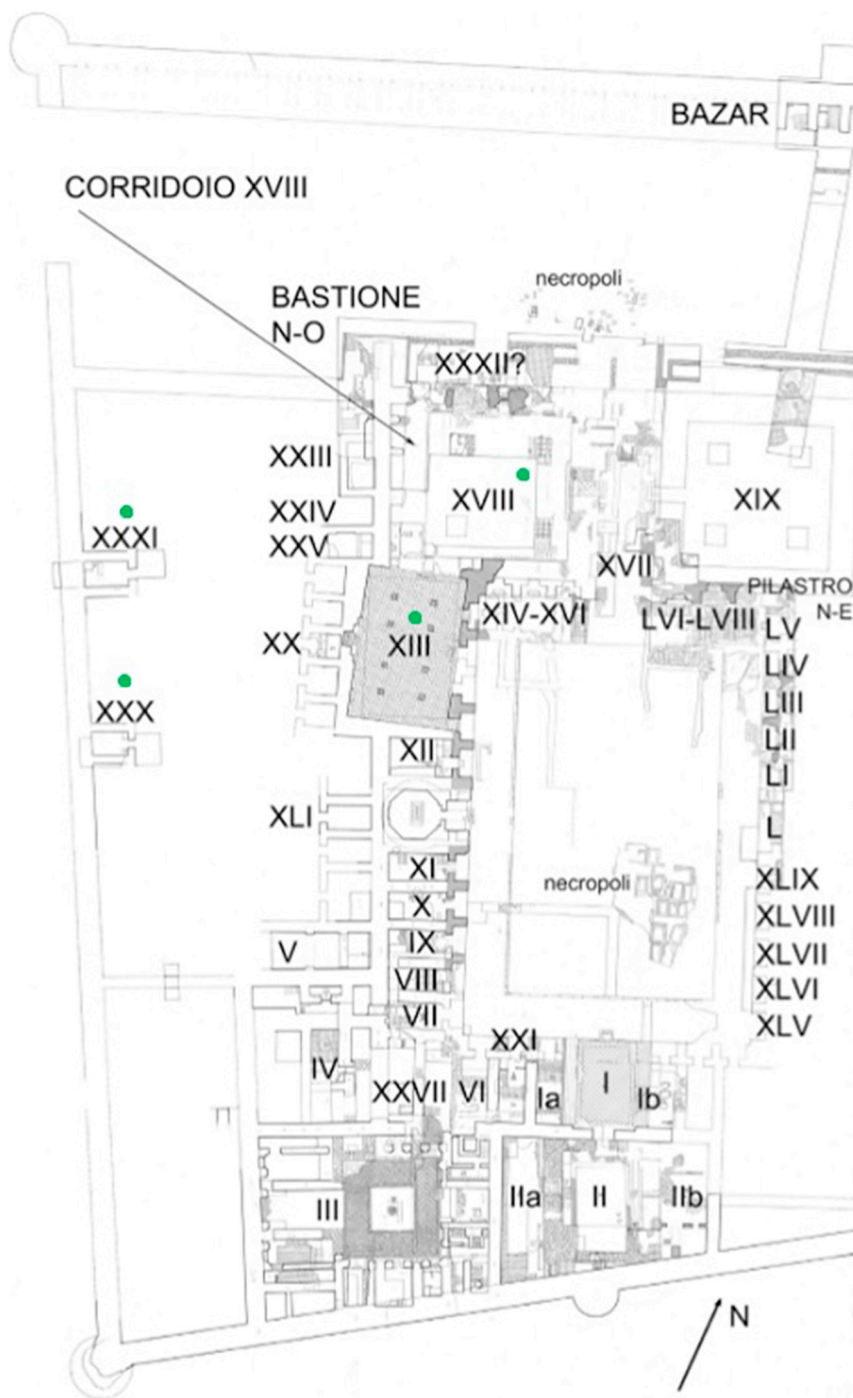 BAZAR
CORRIDOIO XVIII
necropoli
BASTIONE
N-O
XXXII?
XXIII
XVIII
XIX
XXIV
XXXI
XXV
XVII
PILASTRO
N-E
XIV-XVI
LVI-LVIII
LV
XX
XIII
LIV
XXX
LIII
LII
XII
LI
XLI
L
XI
necropoli
XLIX
X
XLVIII
V
IX
XLVII
VIII
XLVI
VII
XLV
XXI
IV
XXVII
VI
Ia
I
Ib
III
IIa
II
IIb
N